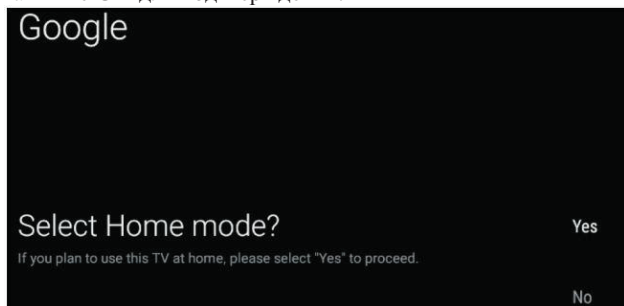 Google
Select Home mode?
Yes
If you plan to use this TV at home, please select "Yes" to proceed.
No